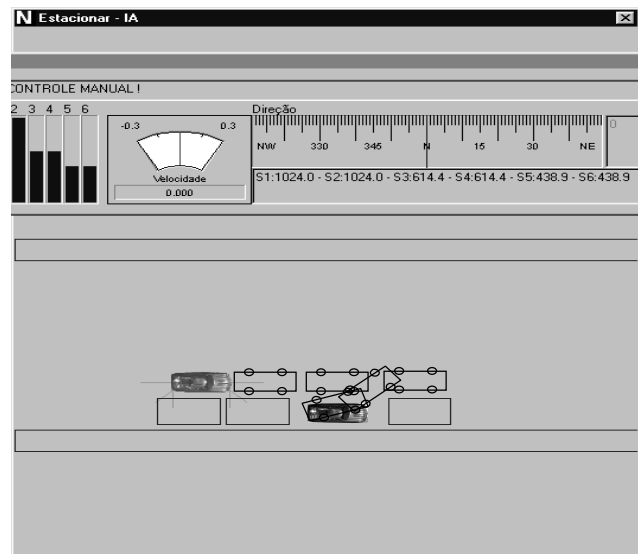 N Estacionar - IA
CONTROLE MANUAL !
2 3 4 5 6
-0.3 0.3
Velocidade
0.000
Direção
NW 330 345 N 15 30 NE
0
S1:1024.0 - S2:1024.0 - S3:614.4 - S4:614.4 - S5:438.9 - S6:438.9